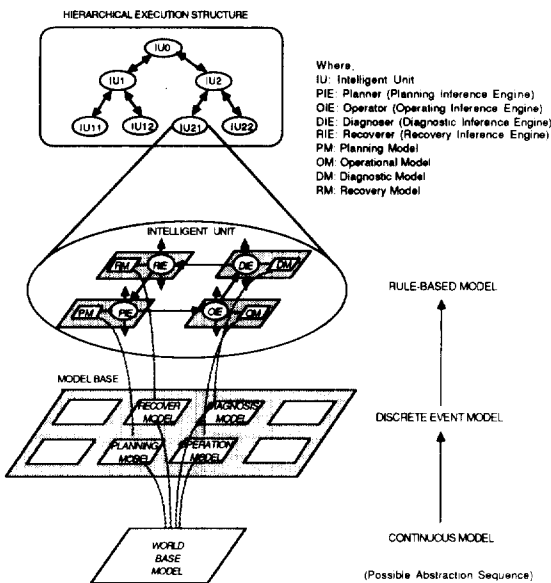 HIERARCHICAL EXECUTION STRUCTURE
IU0
IU1
IU2
IU11
IU12
IU21
IU22
Where,
IU: Intelligent Unit
PIE: Planner (Planning Inference Engine)
OIE: Operator (Operating Inference Engine)
DIE: Diagnoser (Diagnostic Inference Engine)
RIE: Recoverer (Recovery Inference Engine)
PM: Planning Model
OM: Operational Model
DM: Diagnostic Model
RM: Recovery Model
INTELLIGENT UNIT
RM
RIE
DIE
DM
PM
PIE
OIE
OM
RULE-BASED MODEL
MODEL BASE
RECOVER
MODEL
DIAGNOSIS
MODEL
PLANNING
MODEL
OPERATION
MODEL
DISCRETE EVENT MODEL
WORLD
BASE
MODEL
CONTINUOUS MODEL
(Possible Abstraction Sequence)